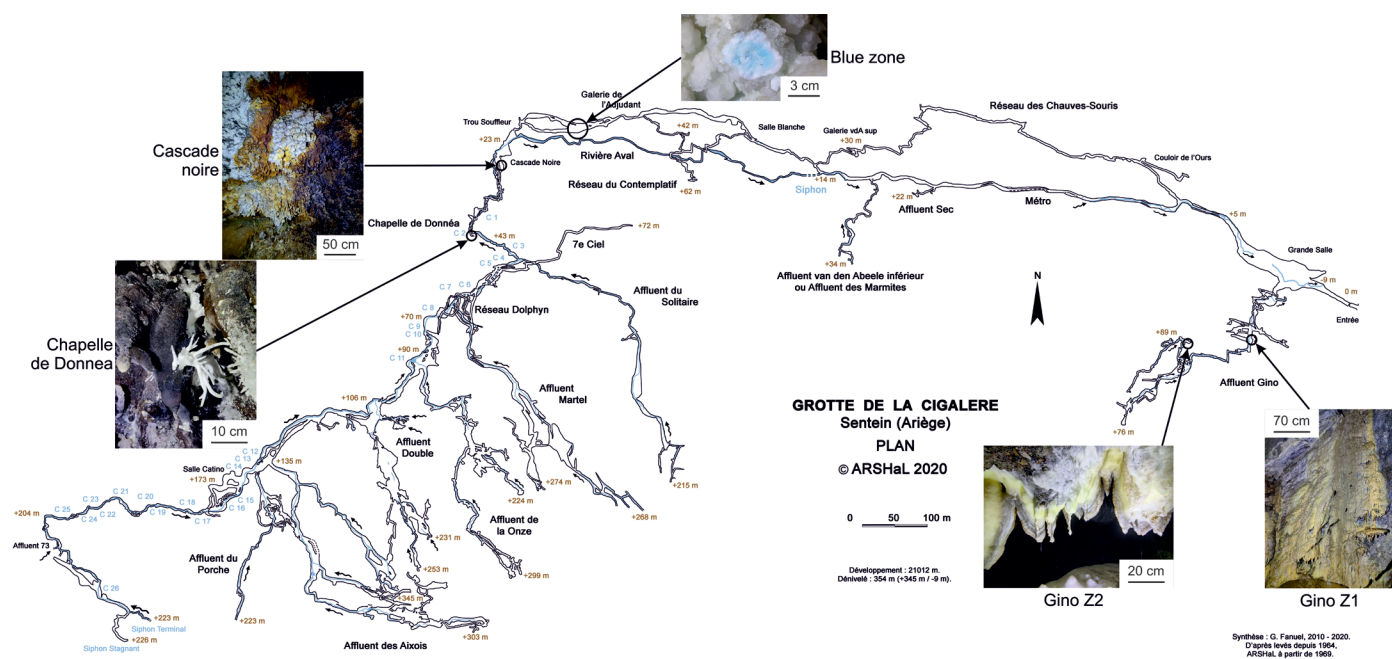 Blue zone
3 cm
Galerie de
l'Adjudant
Trou Souffleur
+42 m
Salle Blanche
Réseau des Chauves-Souris
Galerie vdA sup
+30 m
+23 m
Cascade
noire
Cascade Noire
Rivière Aval
Couloir de l'Ours
Réseau du Contemplatif
+62 m
Siphon
+14 m
+22 m
Affluent Sec
Métro
+5 m
50 cm
C 1
Chapelle de Donnéa
C 2
+43 m
C 3
7e Ciel
+72 m
Grande Salle
C 4
C 5
+34 m
Affluent van den Abeele inférieur
ou Affluent des Marmites
N
-9 m
0 m
Entrée
Affluent du
Solitaire
C 6
C 7
C 8
Réseau Dolphyn
+70 m
C 9
C 10
Chapelle
de Donnea
+90 m
C 11
+89 m
Affluent Gino
10 cm
+106 m
Affluent
Martel
GROTTE DE LA CIGALERE
Sentein (Ariège)
PLAN
© ARSHaL 2020
+76 m
70 cm
Affluent
Double
C 12
C 13
C 14
+135 m
Salle Catino
+173 m
+215 m
+274 m
+224 m
+268 m
C 15
C 16
C 17
C 18
C 19
C 20
C 21
C 22
C 23
C 24
C 25
+204 m
0 50 100 m
Affluent 73
Affluent de
la Onze
+231 m
+253 m
+299 m
Affluent du
Porche
Développement : 21012 m.
Dénivelé : 354 m (+345 m / -9 m).
20 cm
C 26
+345 m
Gino Z2
Gino Z1
+223 m
Siphon Terminal
+226 m
Siphon Stagnant
+223 m
+303 m
Affluent des Aixois
Synthèse : G. Fanuel, 2010 - 2020.
D'après levés depuis 1964,
ARSHaL à partir de 1969.